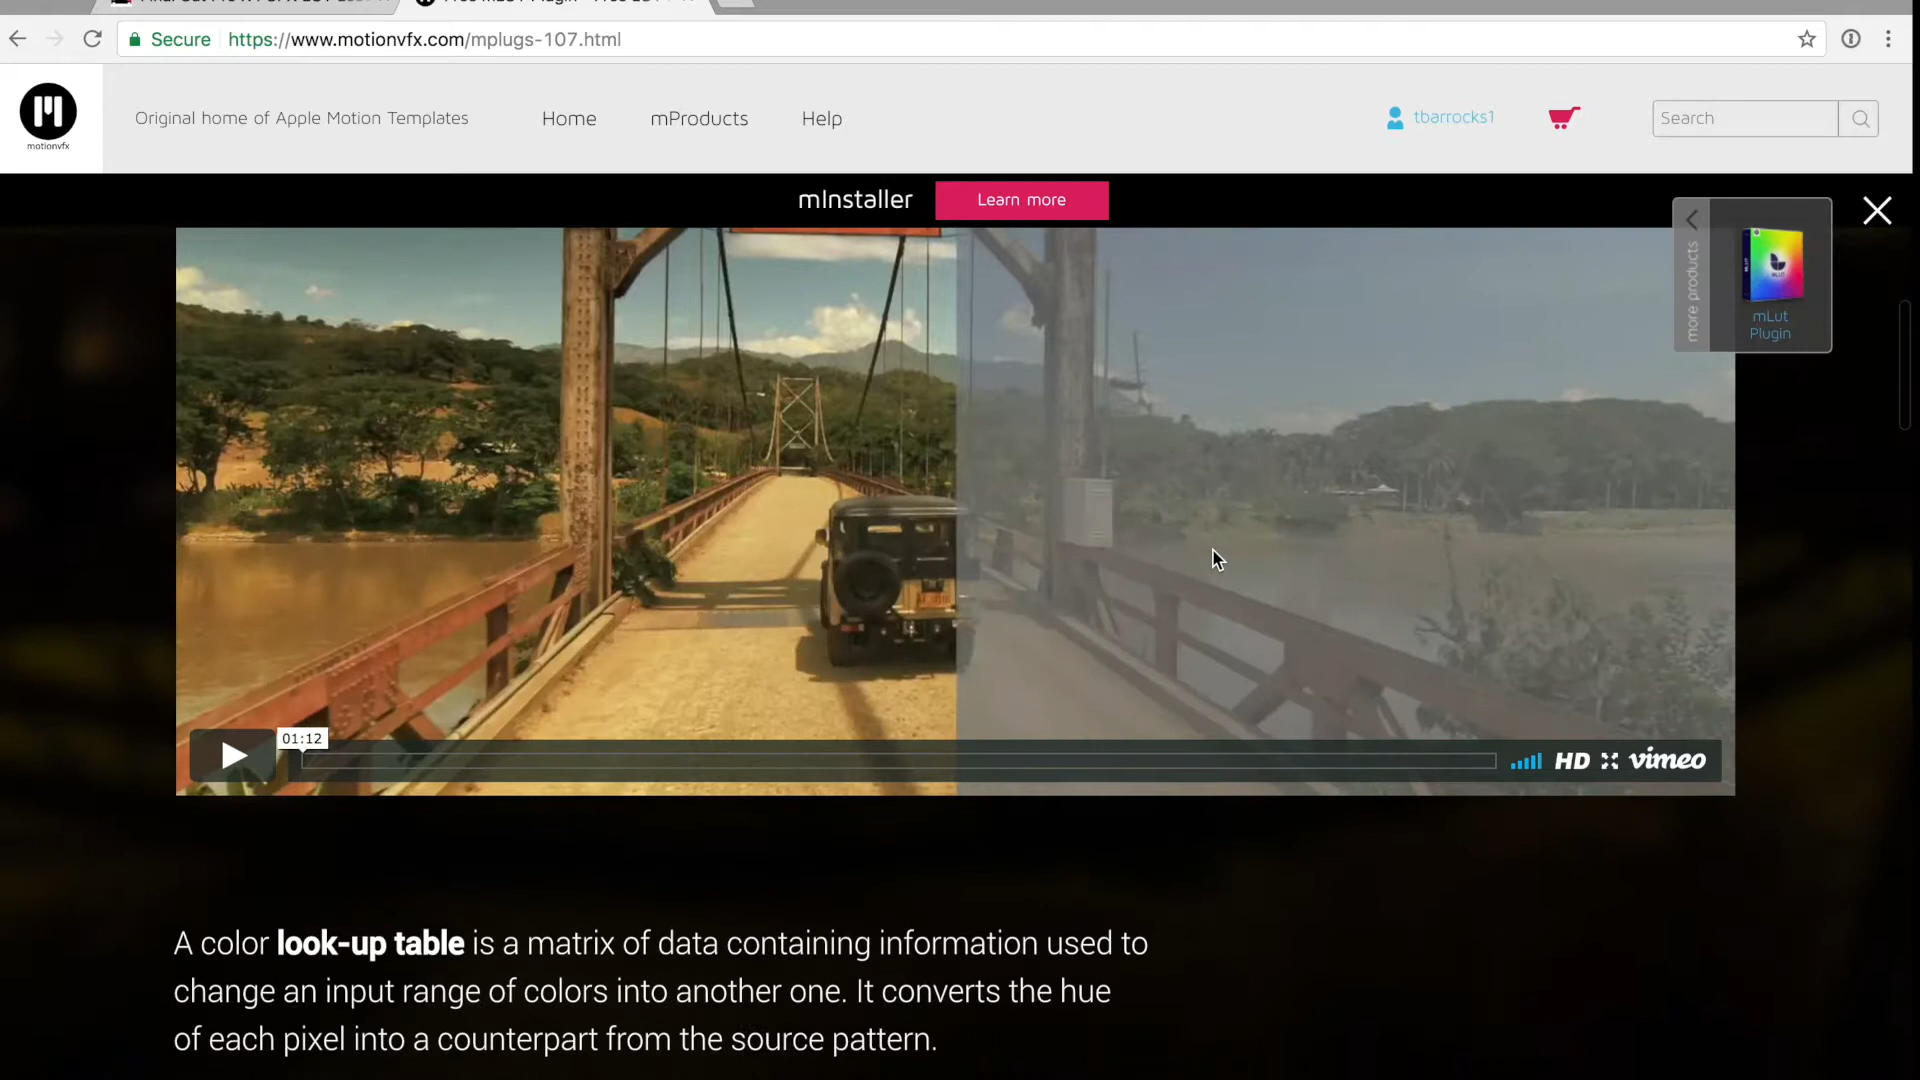 Secure https://www.motionvfx.com/mplugs-107.html
motionvfx
Original home of Apple Motion Templates
Home
mProducts
Help
tbarrocks1
Search
mInstaller
Learn more
more products
mLut
Plugin
01:12
HD
vimeo
A color look-up table is a matrix of data containing information used to
change an input range of colors into another one. It converts the hue
of each pixel into a counterpart from the source pattern.